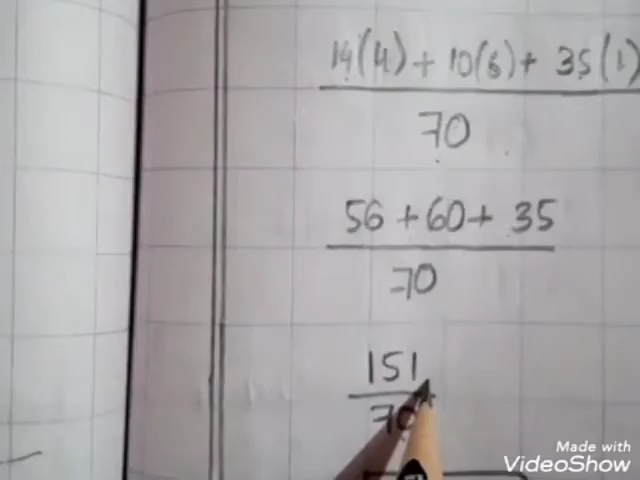 14(4) + 10(6) + 35(1)
70
56 + 60 + 35
70
151
70
Made with
VideoShow